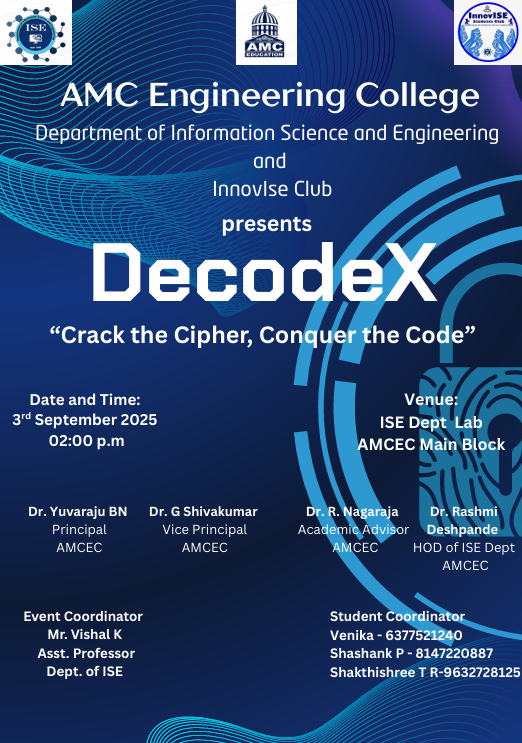 ISE
AMC
EDUCATION
InnovISE
Students Club
AMC Engineering College
Department of Information Science and Engineering
and
InnovIse Club
presents
DecodeX
“Crack the Cipher, Conquer the Code”
Date and Time:
3rd September 2025
02:00 p.m
Venue:
ISE Dept Lab
AMCEC Main Block
Dr. Yuvaraju BN
Principal
AMCEC
Dr. G Shivakumar
Vice Principal
AMCEC
Dr. R. Nagaraja
Academic Advisor
AMCEC
Dr. Rashmi
Deshpande
HOD of ISE Dept
AMCEC
Event Coordinator
Mr. Vishal K
Asst. Professor
Dept. of ISE
Student Coordinator
Venika - 6377521240
Shashank P - 8147220887
Shakthishree T R-9632728125